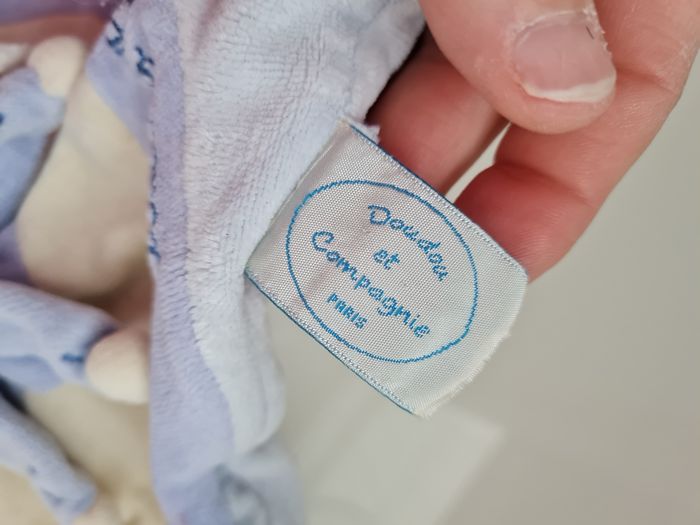 Doudou
et
Compagnie
PARIS